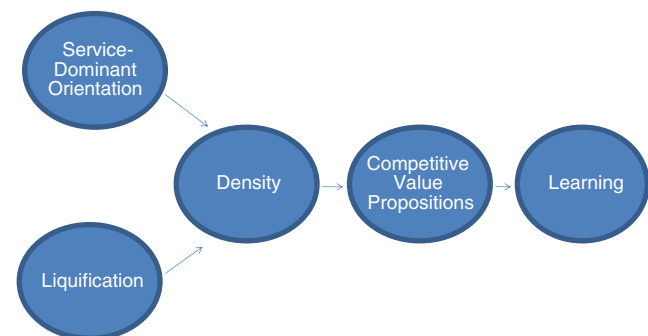 Service-
Dominant
Orientation
Density
Competitive
Value
Propositions
Learning
Liquification